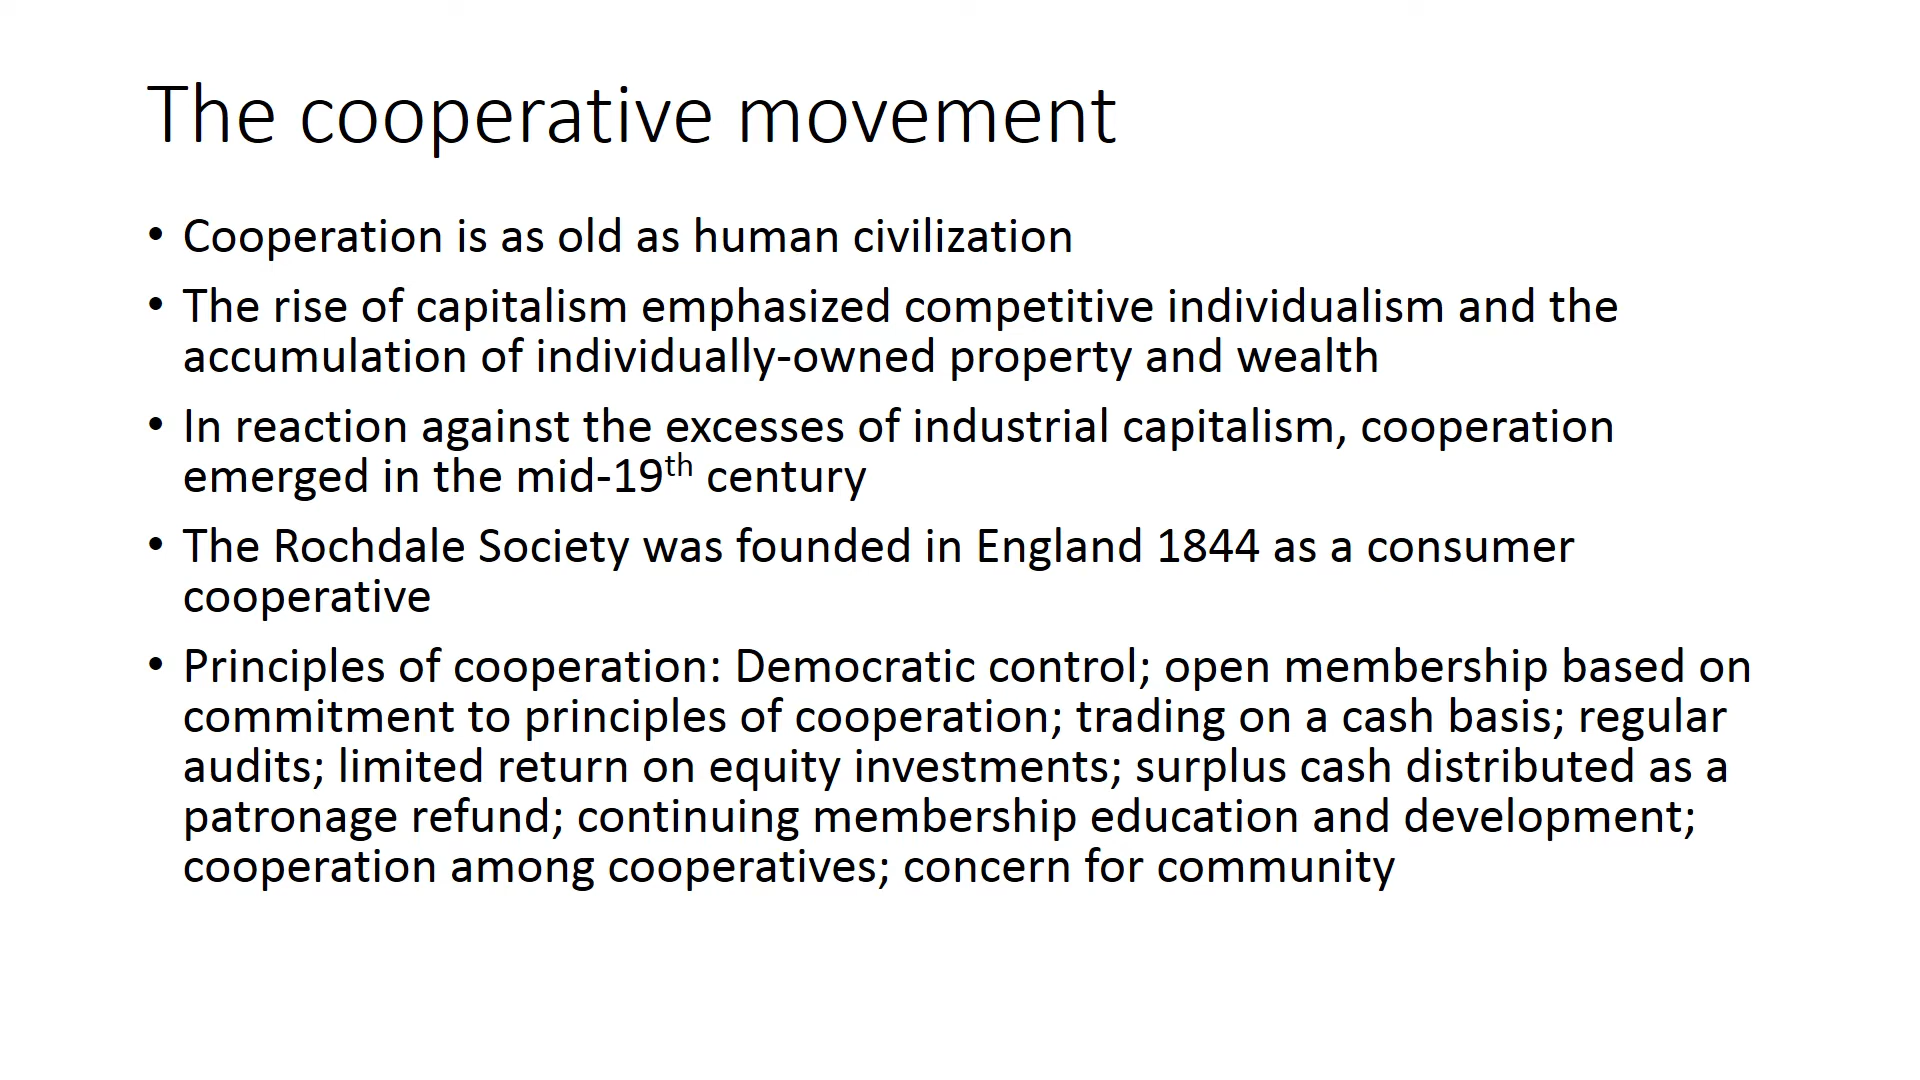 The cooperative movement
• Cooperation is as old as human civilization
• The rise of capitalism emphasized competitive individualism and the
accumulation of individually-owned property and wealth
• In reaction against the excesses of industrial capitalism, cooperation
emerged in the mid-19th century
• The Rochdale Society was founded in England 1844 as a consumer
cooperative
• Principles of cooperation: Democratic control; open membership based on
commitment to principles of cooperation; trading on a cash basis; regular
audits; limited return on equity investments; surplus cash distributed as a
patronage refund; continuing membership education and development;
cooperation among cooperatives; concern for community